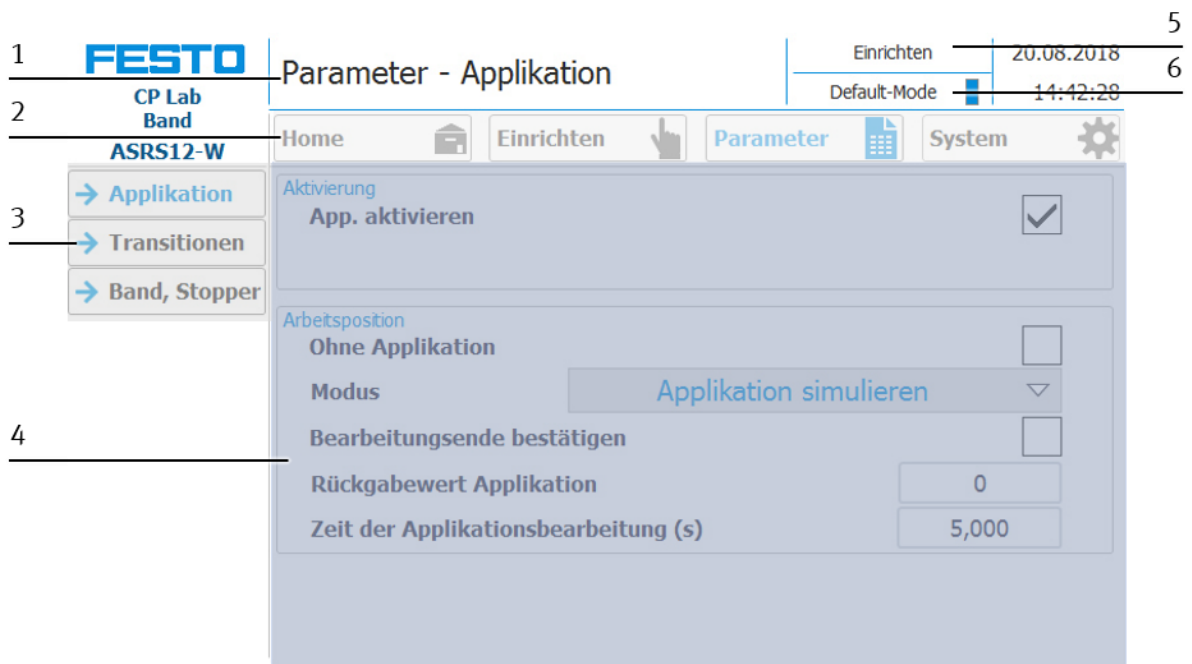 5
1
FESTO
Parameter - Applikation
Einrichten
20.08.2018
6
CP Lab
Default-Mode
14:42:28
2
Band
Home
Einrichten
Parameter
System
ASRS12-W
Applikation
Aktivierung
App. aktivieren
3
Transitionen
Band, Stopper
Arbeitsposition
Ohne Applikation
Modus
Applikation simulieren
4
Bearbeitungsende bestätigen
Rückgabewert Applikation
0
Zeit der Applikationsbearbeitung (s)
5,000